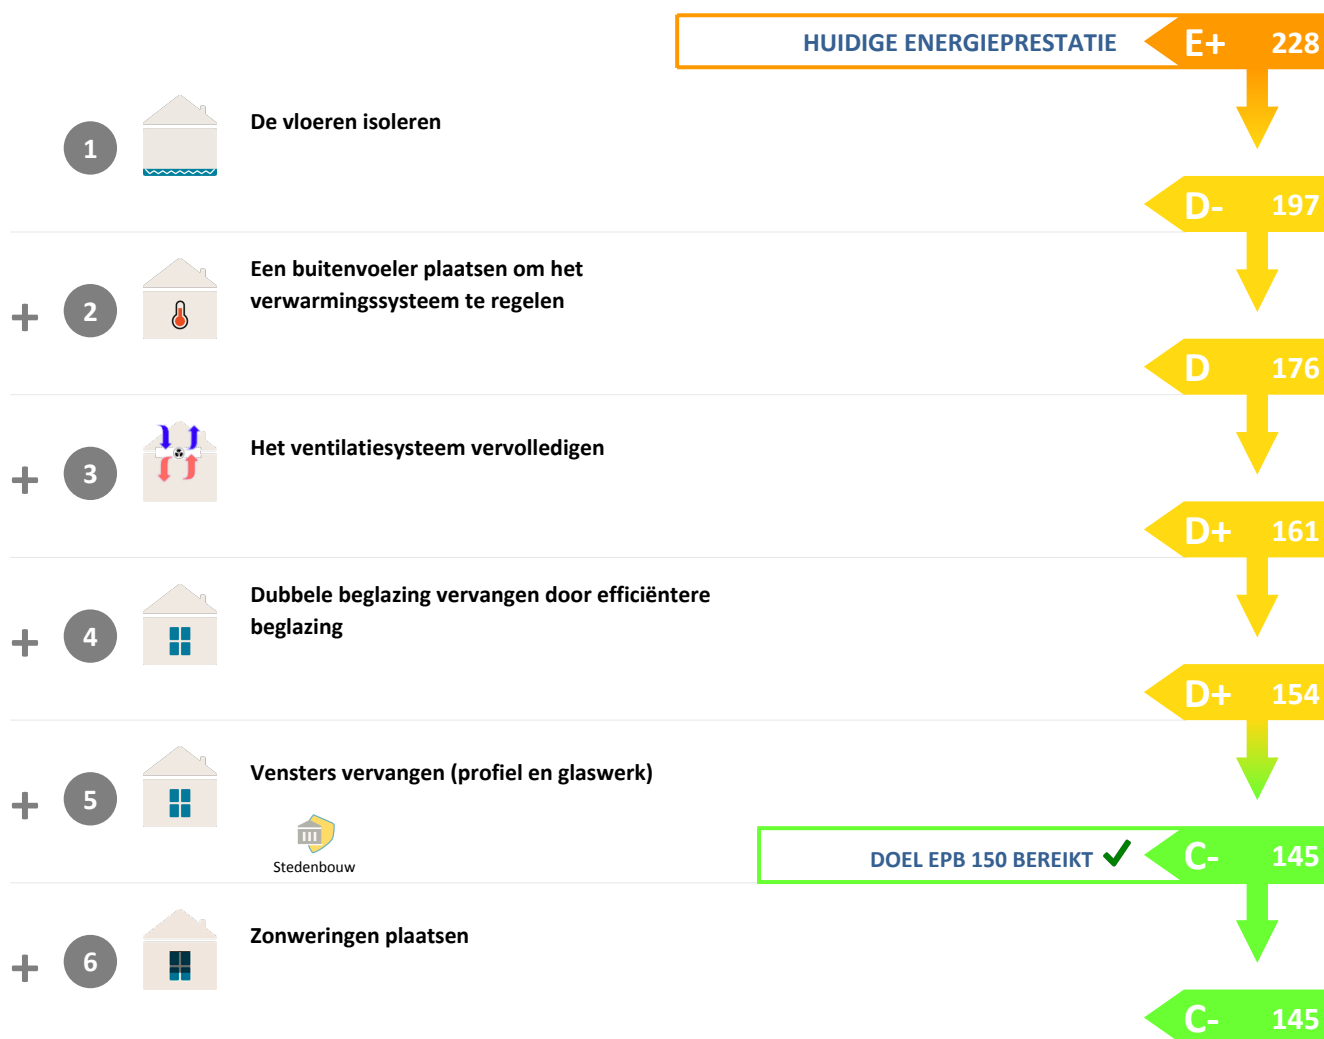 HUIDIGE ENERGIEPRESTATIE E+ 228
1 De vloeren isoleren
D- 197
+ 2 Een buitenvoeler plaatsen om het
verwarmingssysteem te regelen
D 176
+ 3 Het ventilatiesysteem vervolledigen
D+ 161
+ 4 Dubbele beglazing vervangen door efficiëntere
beglazing
D+ 154
+ 5 Vensters vervangen (profiel en glaswerk)
Stedenbouw
DOEL EPB 150 BEREIKT ✓ C- 145
+ 6 Zonweringen plaatsen
C- 145